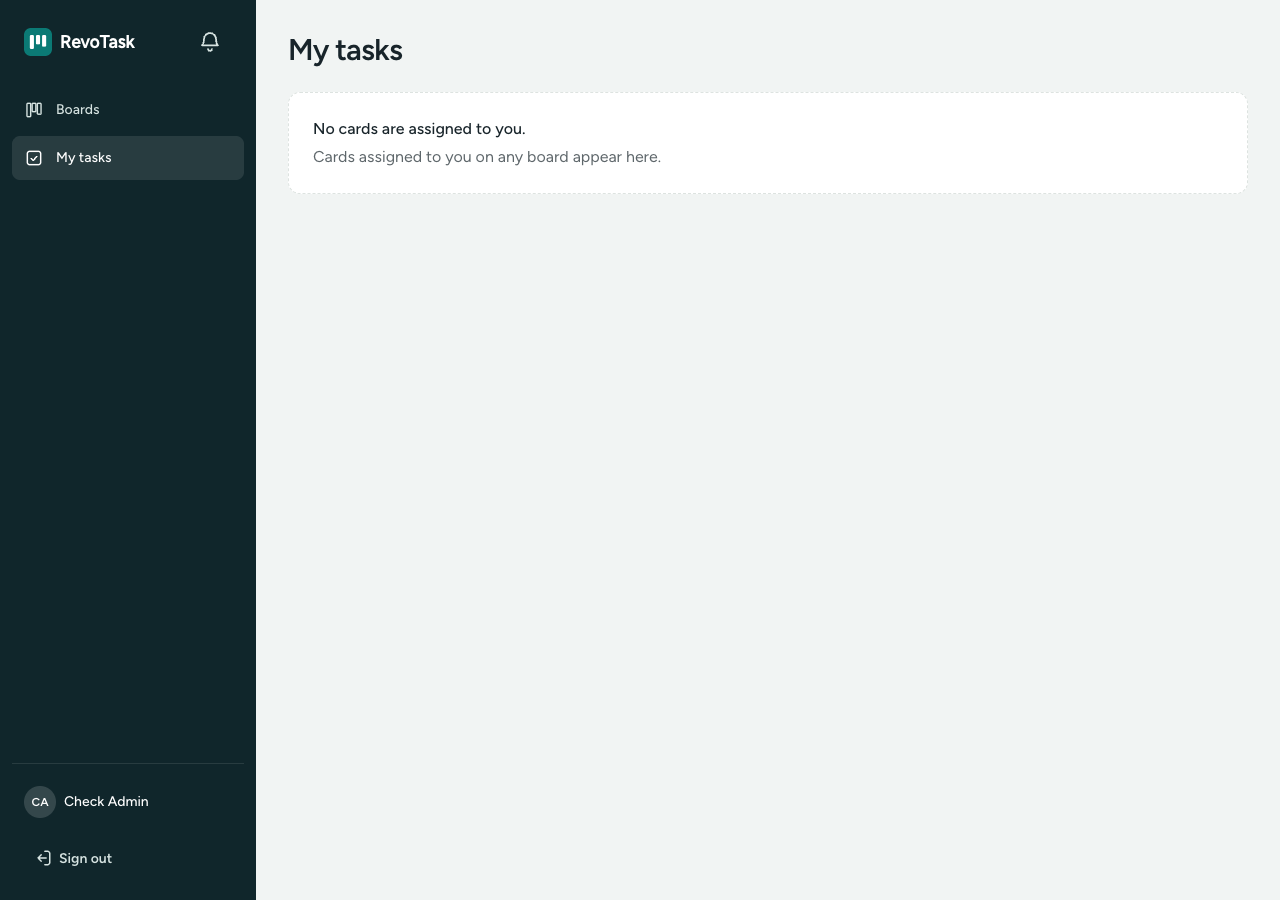 RevoTask
Boards
My tasks
CA
Check Admin
Sign out
My tasks
No cards are assigned to you.
Cards assigned to you on any board appear here.